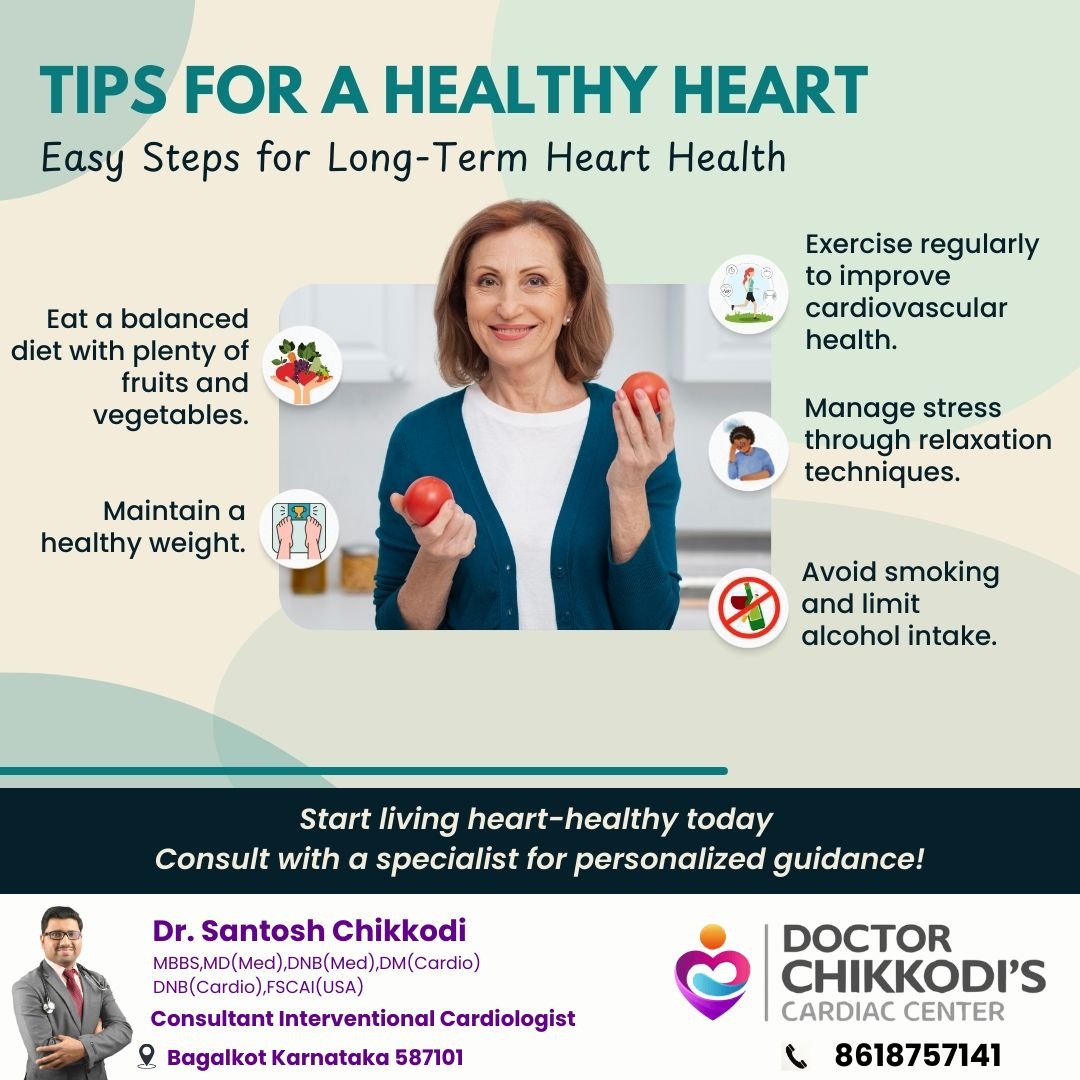 TIPS FOR A HEALTHY HEART
Easy Steps for Long-Term Heart Health
Eat a balanced
diet with plenty of
fruits and
vegetables.
Maintain a
healthy weight.
Exercise regularly
to improve
cardiovascular
health.
Manage stress
through relaxation
techniques.
Avoid smoking
and limit
alcohol intake.
Start living heart-healthy today
Consult with a specialist for personalized guidance!
Dr. Santosh Chikkodi
MBBS,MD(Med),DNB(Med),DM(Cardio)
DNB(Cardio),FSCAI(USA)
Consultant Interventional Cardiologist
Bagalkot Karnataka 587101
DOCTOR
CHIKKODI'S
CARDIAC CENTER
8618757141